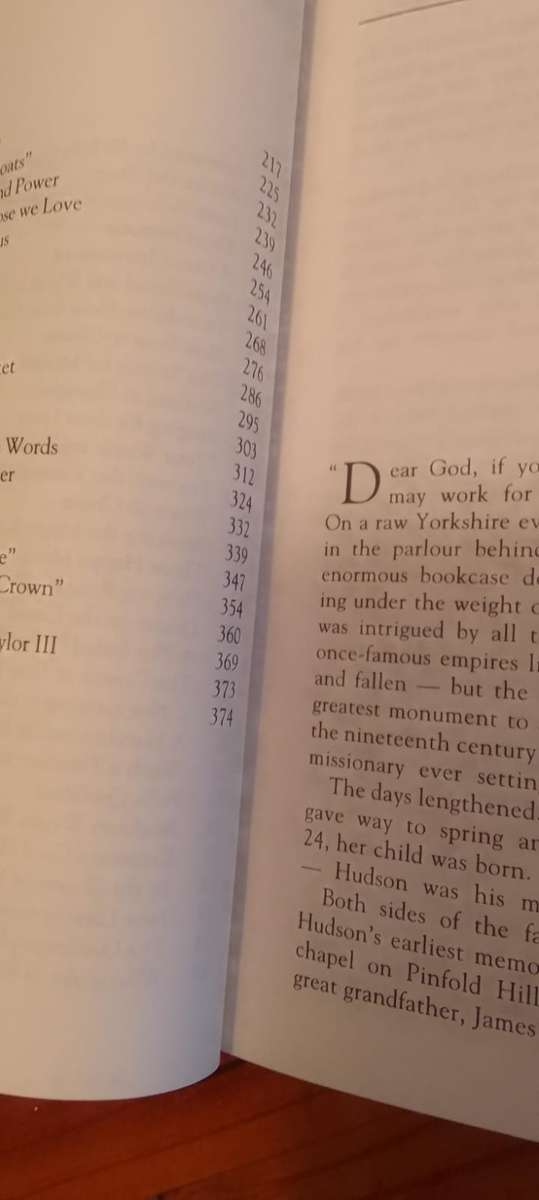 oats"
nd Power
ose we Love
us
et
Words
er
e"
Crown"
ylor III
217
225
232
239
246
254
261
268
276
286
295
303
312
324
332
339
347
354
360
369
373
374
"Dear God, if yo
may work for
On a raw Yorkshire ev
in the parlour behin
enormous bookcase d
ing under the weight o
was intrigued by all t
once-famous empires li
and fallen — but the
greatest monument to
the nineteenth century
missionary ever settin
The days lengthened.
gave way to spring an
24, her child was born.
— Hudson was his m
Both sides of the fa
Hudson's earliest memo
chapel on Pinfold Hill
great grandfather, James